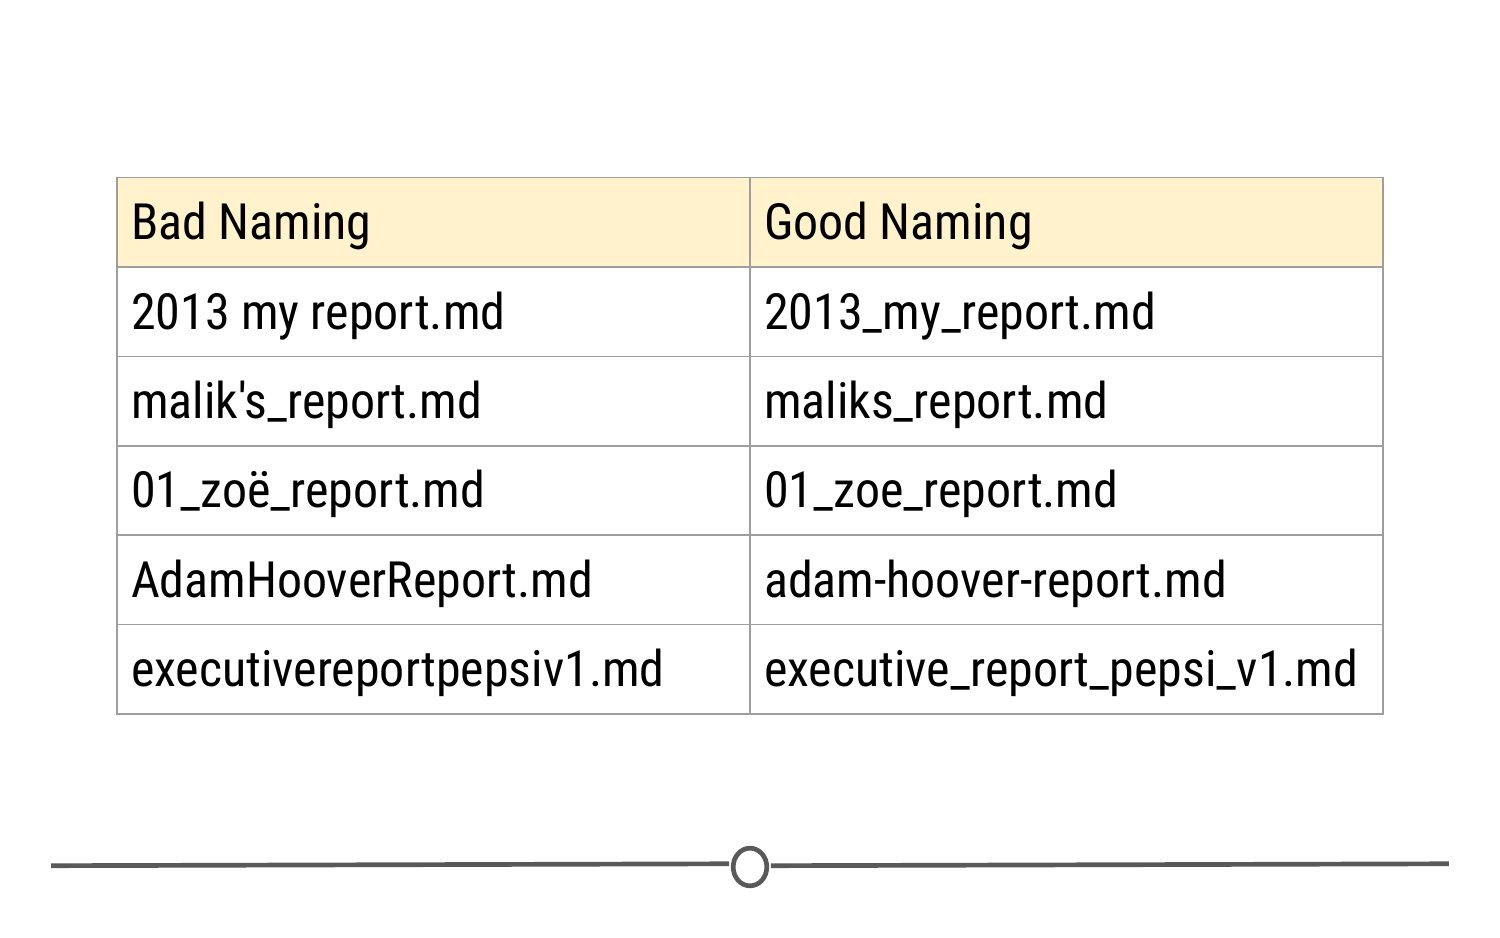 Bad Naming
Good Naming
2013 my report.md
2013_my_report.md
malik's_report.md
maliks_report.md
01_zoë_report.md
01_zoe_report.md
AdamHooverReport.md
adam-hoover-report.md
executivereportpepsiv1.md
executive_report_pepsi_v1.md